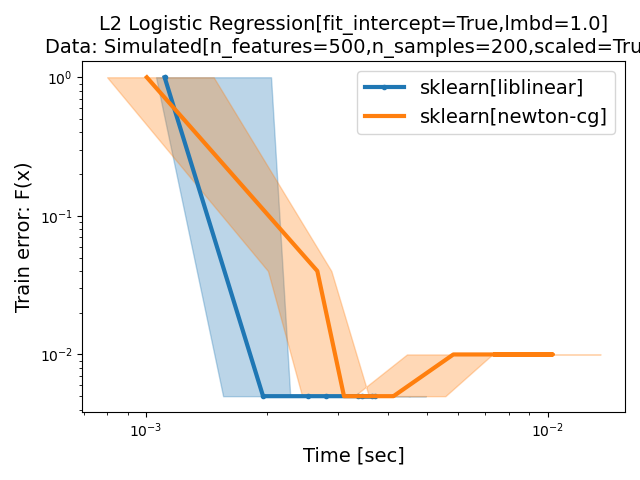 L2 Logistic Regression[fit_intercept=True,lmbd=1.0]
Data: Simulated[n_features=500,n_samples=200,scaled=Tru
sklearn[liblinear]
sklearn[newton-cg]
Train error: F(x)
10⁰
10⁻¹
10⁻²
10⁻³
10⁻²
Time [sec]